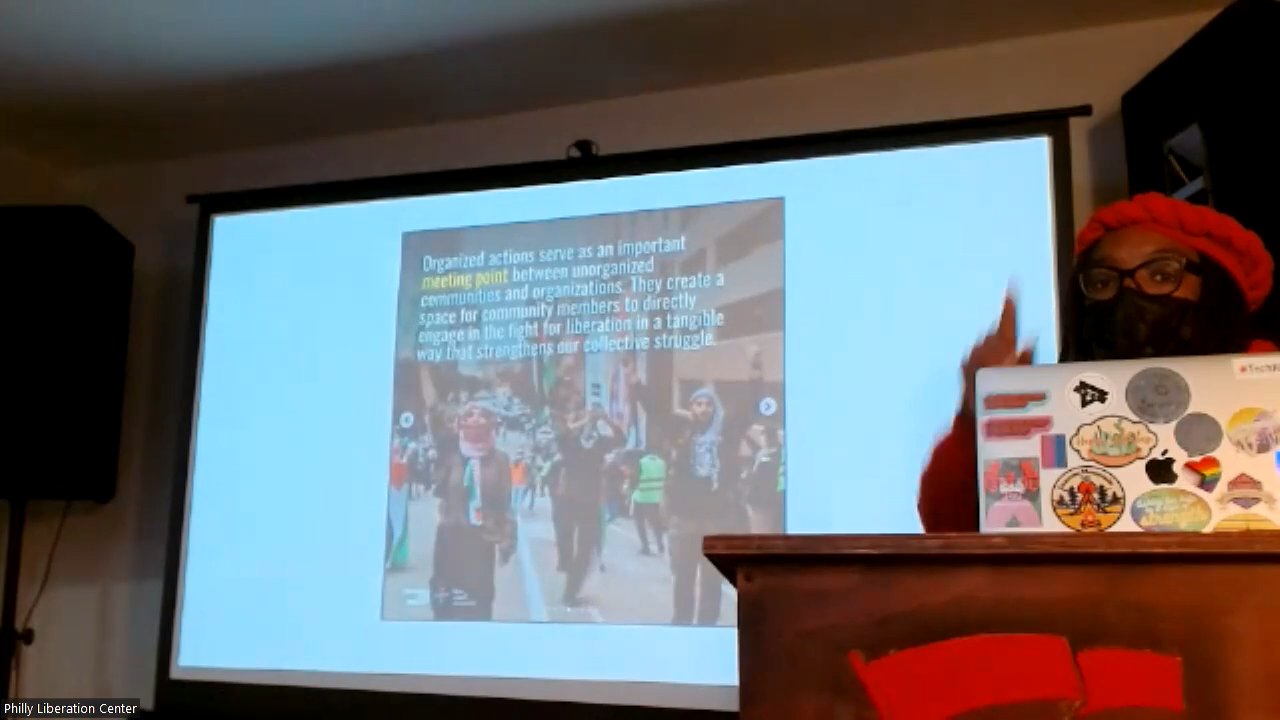 Organized actions serve as an important
meeting point between unorganized
communities and organizations. They create a
space for community members to directly
engage in the fight for liberation in a tangible
way that strengthens our collective struggle.
Philly Liberation Center